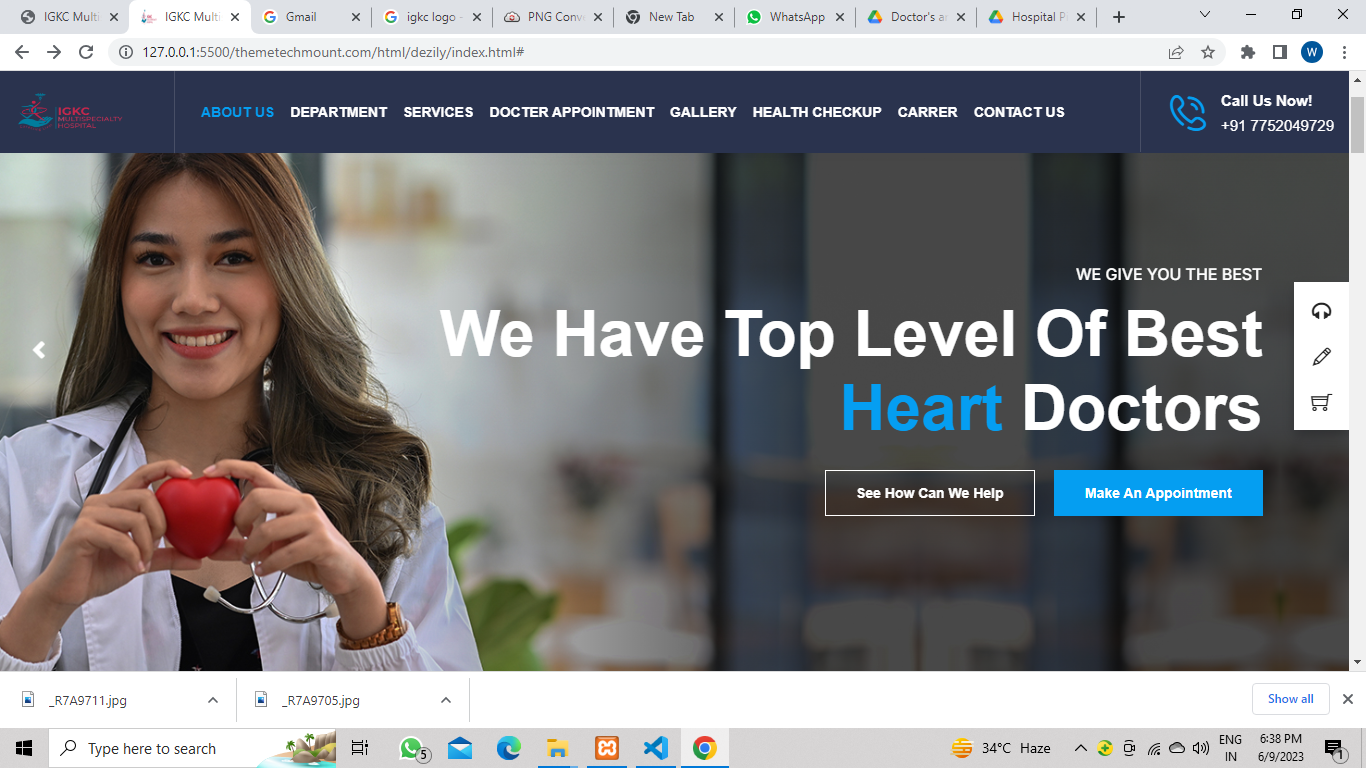 IGKC Multi
IGKC Multi
Gmail
igkc logo -
PNG Conv
New Tab
WhatsApp
Doctor's a
Hospital P
127.0.0.1:5500/themetechmount.com/html/dezily/index.html#
W
IGKC
MULTISPECIALTY
HOSPITAL
ABOUT US
DEPARTMENT
SERVICES
DOCTER APPOINTMENT
GALLERY
HEALTH CHECKUP
CARRER
CONTACT US
Call Us Now!
+91 7752049729
WE GIVE YOU THE BEST
We Have Top Level Of Best
Heart Doctors
See How Can We Help
Make An Appointment
_R7A9711.jpg
_R7A9705.jpg
Show all
Type here to search
5
34°C Haze
ENG
IN
6:38 PM
6/9/2023
1